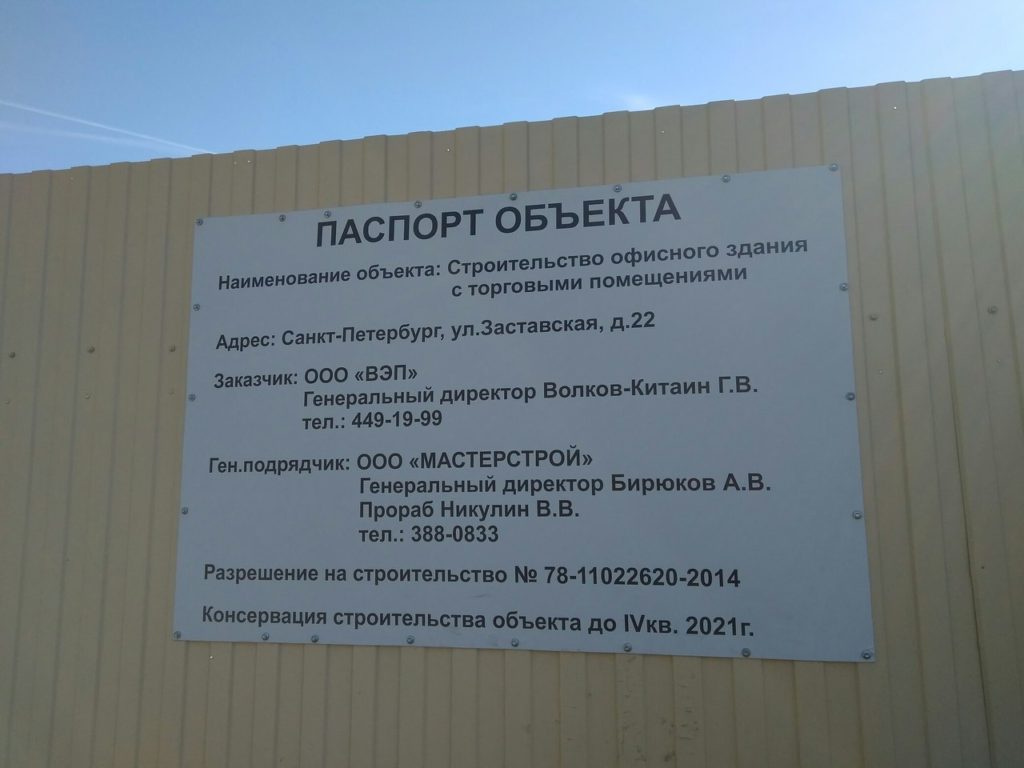 ПАСПОРТ ОБЪЕКТА
Наименование объекта: Строительство офисного здания
с торговыми помещениями
Адрес: Санкт-Петербург, ул.Заставская, д.22
Заказчик: ООО «ВЭП»
Генеральный директор Волков-Китаин Г.В.
тел.: 449-19-99
Ген.подрядчик: ООО «МАСТЕРСТРОЙ»
Генеральный директор Бирюков А.В.
Прораб Никулин В.В.
тел.: 388-0833
Разрешение на строительство № 78-11022620-2014
Консервация строительства объекта до IVкв. 2021г.